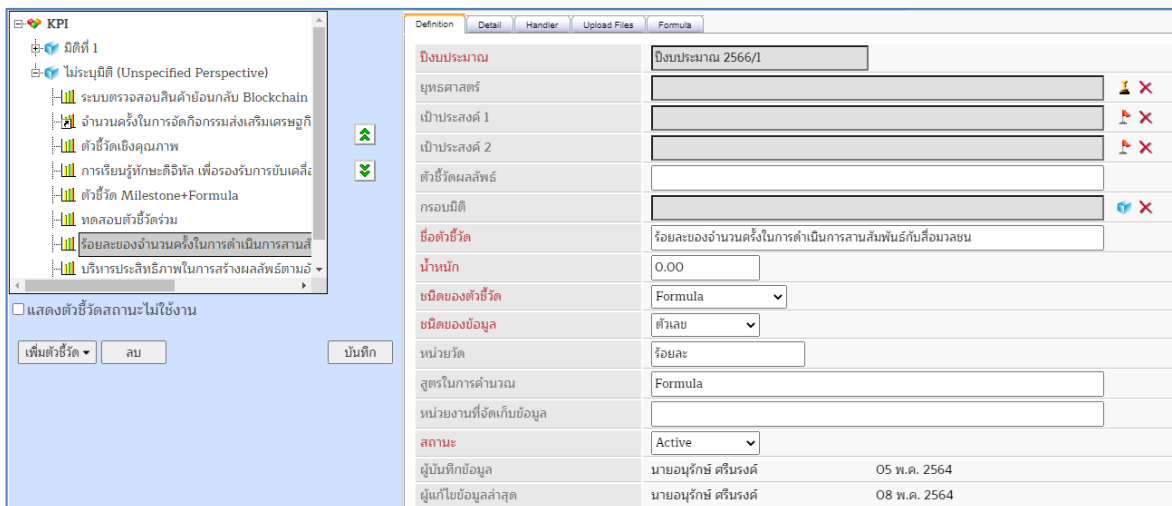 KPI
มิติที่ 1
ไม่ระบุมิติ (Unspecified Perspective)
ระบบตรวจสอบสินค้าย้อนกลับ Blockchain
จำนวนครั้งในการจัดกิจกรรมส่งเสริมเศรษฐกิ
ตัวชี้วัดเชิงคุณภาพ
การเรียนรู้ทักษะดิจิทัล เพื่อรองรับการขับเคลื่อ
ตัวชี้วัด Milestone+Formula
ทดสอบตัวชี้วัดร่วม
ร้อยละของจำนวนครั้งในการดำเนินการสานสัม
บริหารประสิทธิภาพในการสร้างผลลัพธ์ตามอั
แสดงตัวชี้วัดสถานะไม่ใช้งาน
เพิ่มตัวชี้วัด ลบ บันทึก
Definition Detail Handler Upload Files Formula
ปีงบประมาณ ปีงบประมาณ 2566/1
ยุทธศาสตร์
เป้าประสงค์ 1
เป้าประสงค์ 2
ตัวชี้วัดผลลัพธ์
กรอบมิติ
ชื่อตัวชี้วัด ร้อยละของจำนวนครั้งในการดำเนินการสานสัมพันธ์กับสื่อมวลชน
น้ำหนัก 0.00
ชนิดของตัวชี้วัด Formula
ชนิดของข้อมูล ตัวเลข
หน่วยวัด ร้อยละ
สูตรในการคำนวณ Formula
หน่วยงานที่จัดเก็บข้อมูล
สถานะ Active
ผู้บันทึกข้อมูล นายอนุรักษ์ ศรีนรงค์ 05 พ.ค. 2564
ผู้แก้ไขข้อมูลล่าสุด นายอนุรักษ์ ศรีนรงค์ 08 พ.ค. 2564